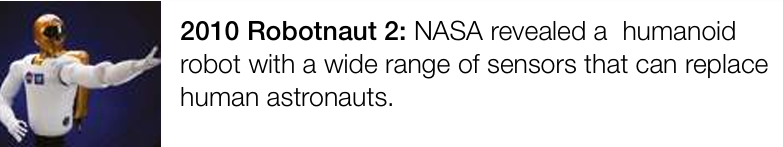 2010 Robotnaut 2: NASA revealed a  humanoid
robot with a wide range of sensors that can replace
human astronauts.